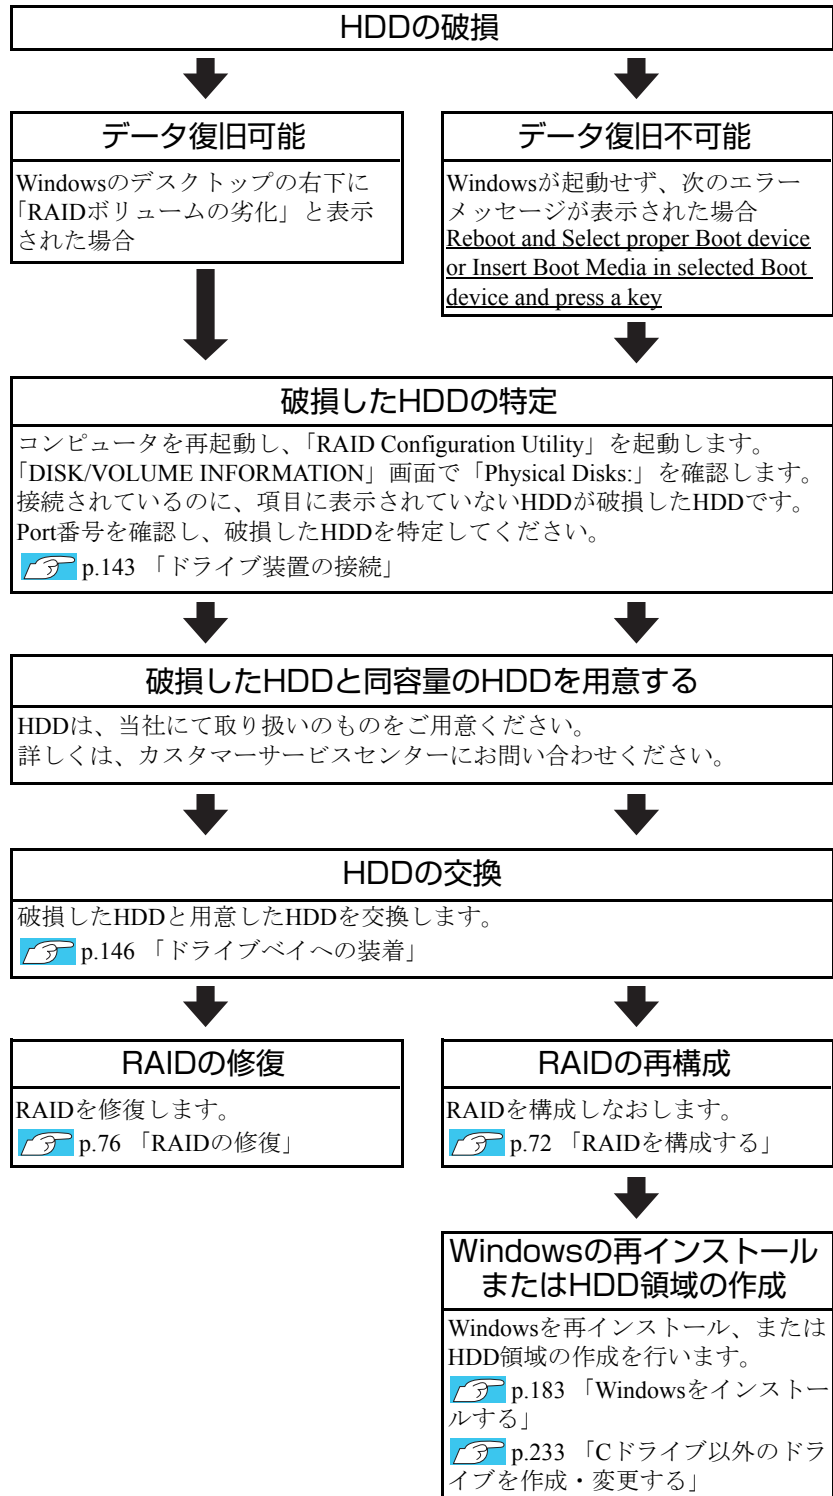 HDDの破損
データ復旧可能
Windowsのデスクトップの右下に
「RAIDボリュームの劣化」と表示
された場合
データ復旧不可能
Windowsが起動せず、次のエラー
メッセージが表示された場合
Reboot and Select proper Boot device
or Insert Boot Media in selected Boot
device and press a key
破損したHDDの特定
コンピュータを再起動し、「RAID Configuration Utility」を起動します。
「DISK/VOLUME INFORMATION」画面で「Physical Disks:」を確認します。
接続されているのに、項目に表示されていないHDDが破損したHDDです。
Port番号を確認し、破損したHDDを特定してください。
p.143 「ドライブ装置の接続」
破損したHDDと同容量のHDDを用意する
HDDは、当社にて取り扱いのものをご用意ください。
詳しくは、カスタマーサービスセンターにお問い合わせください。
HDDの交換
破損したHDDと用意したHDDを交換します。
p.146 「ドライブベイへの装着」
RAIDの修復
RAIDを修復します。
p.76 「RAIDの修復」
RAIDの再構成
RAIDを構成しなおします。
p.72 「RAIDを構成する」
Windowsの再インストール
またはHDD領域の作成
Windowsを再インストール、または
HDD領域の作成を行います。
p.183 「Windowsをインストー
ルする」
p.233 「Cドライブ以外のドラ
イブを作成・変更する」